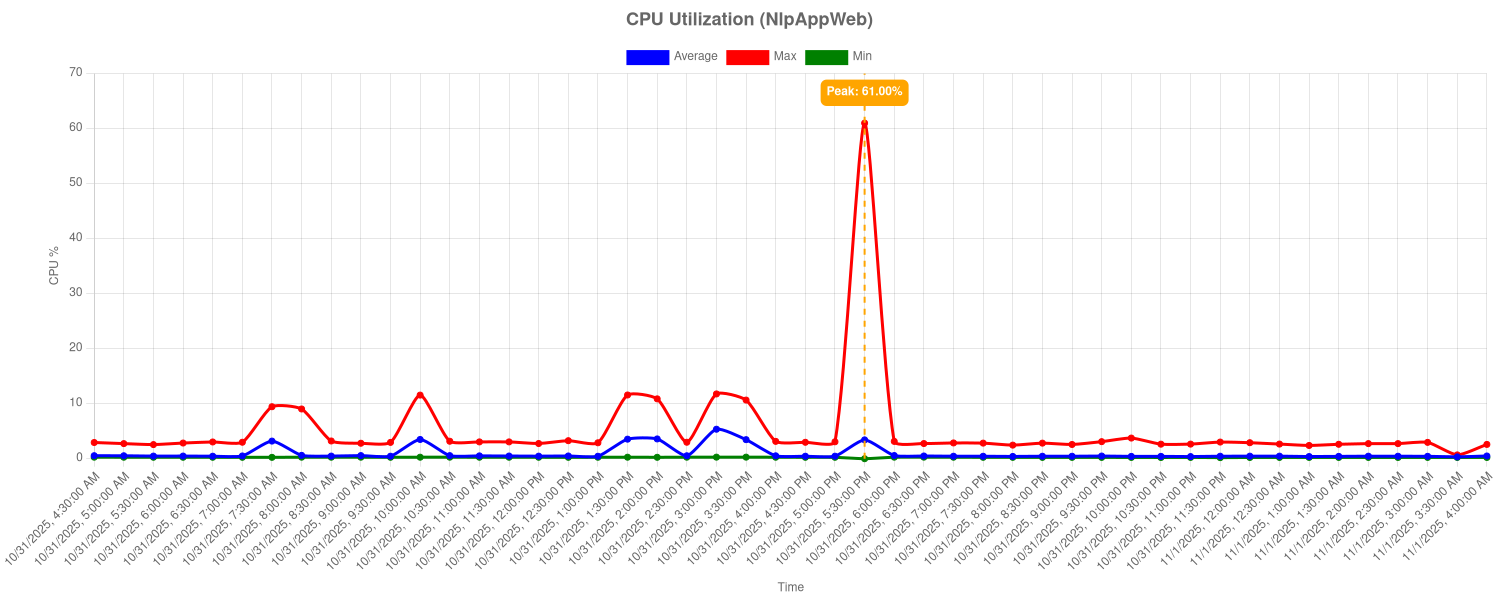 CPU Utilization (NlpAppWeb)
Average Max Min
Peak: 61.00%
70
60
50
40
30
20
10
0
CPU %
10/31/2025, 4:30:00 AM
10/31/2025, 5:00:00 AM
10/31/2025, 5:30:00 AM
10/31/2025, 6:00:00 AM
10/31/2025, 6:30:00 AM
10/31/2025, 7:00:00 AM
10/31/2025, 7:30:00 AM
10/31/2025, 8:00:00 AM
10/31/2025, 8:30:00 AM
10/31/2025, 9:00:00 AM
10/31/2025, 9:30:00 AM
10/31/2025, 10:00:00 AM
10/31/2025, 10:30:00 AM
10/31/2025, 11:00:00 AM
10/31/2025, 11:30:00 AM
10/31/2025, 12:00:00 PM
10/31/2025, 12:30:00 PM
10/31/2025, 1:00:00 PM
10/31/2025, 1:30:00 PM
10/31/2025, 2:00:00 PM
10/31/2025, 2:30:00 PM
10/31/2025, 3:00:00 PM
10/31/2025, 3:30:00 PM
10/31/2025, 4:00:00 PM
10/31/2025, 4:30:00 PM
10/31/2025, 5:00:00 PM
10/31/2025, 5:30:00 PM
10/31/2025, 6:00:00 PM
10/31/2025, 6:30:00 PM
10/31/2025, 7:00:00 PM
10/31/2025, 7:30:00 PM
10/31/2025, 8:00:00 PM
10/31/2025, 8:30:00 PM
10/31/2025, 9:00:00 PM
10/31/2025, 9:30:00 PM
10/31/2025, 10:00:00 PM
10/31/2025, 10:30:00 PM
10/31/2025, 11:00:00 PM
10/31/2025, 11:30:00 PM
11/1/2025, 12:00:00 AM
11/1/2025, 12:30:00 AM
11/1/2025, 1:00:00 AM
11/1/2025, 1:30:00 AM
11/1/2025, 2:00:00 AM
11/1/2025, 2:30:00 AM
11/1/2025, 3:00:00 AM
11/1/2025, 3:30:00 AM
11/1/2025, 4:00:00 AM
Time